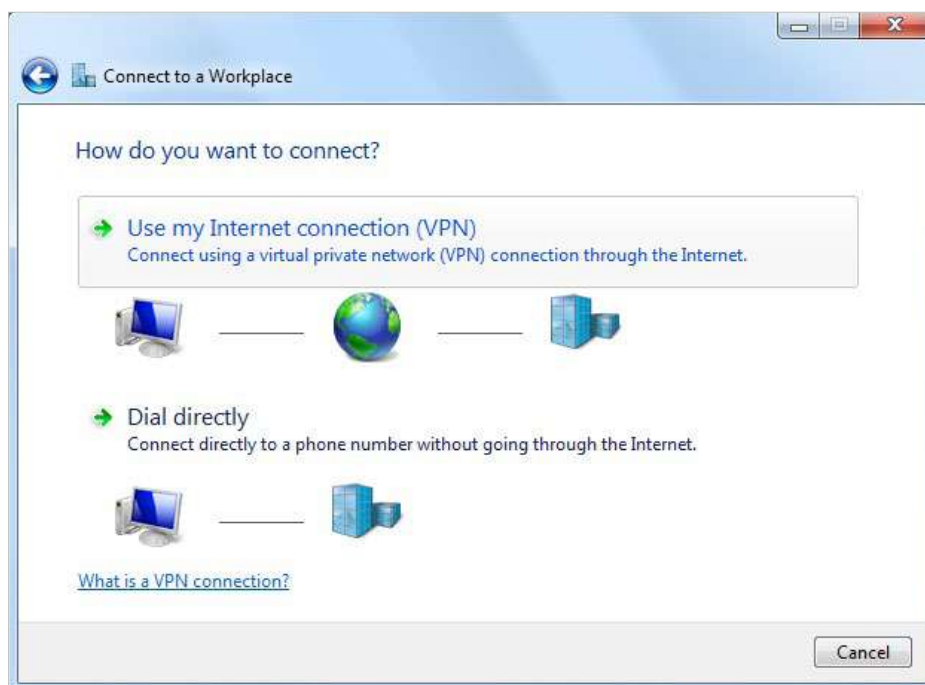 Connect to a Workplace
How do you want to connect?
Use my Internet connection (VPN)
Connect using a virtual private network (VPN) connection through the Internet.
Dial directly
Connect directly to a phone number without going through the Internet.
What is a VPN connection?
Cancel